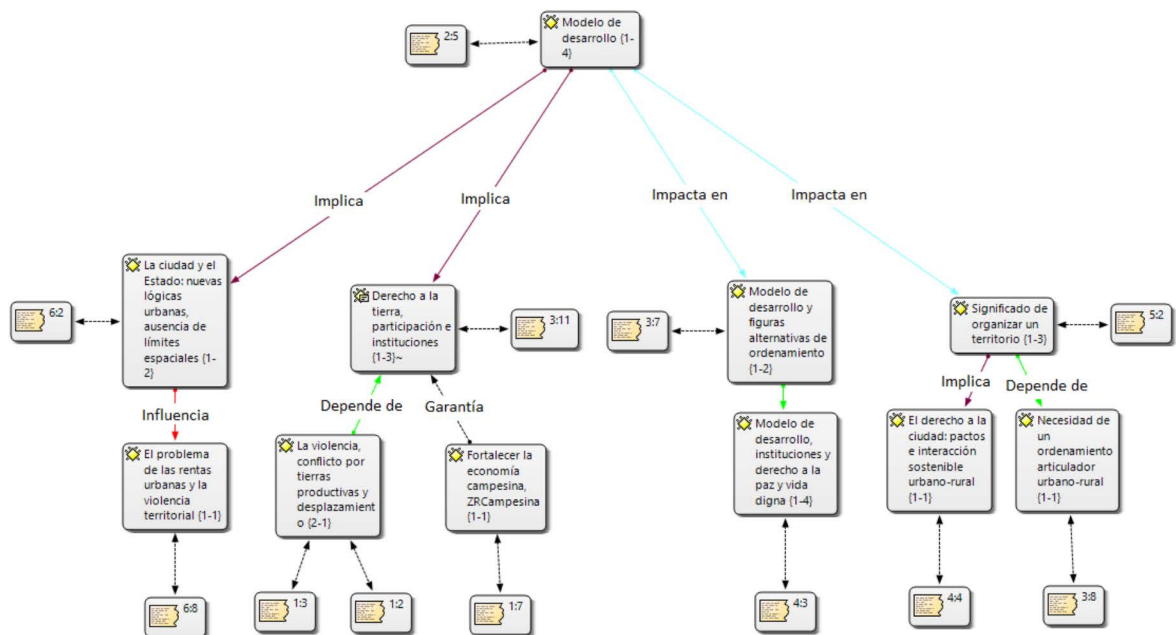 Modelo de
desarrollo {1-
4}
2:5
Implica
Implica
Impacta en
Impacta en
La ciudad y el
Estado: nuevas
lógicas
urbanas,
ausencia de
límites
espaciales {1-
2}
6:2
Derecho a la
tierra,
participación e
instituciones
{1-3}~
3:11
3:7
Modelo de
desarrollo y
figuras
alternativas de
ordenamiento
{1-2}
Significado de
organizar un
territorio {1-3}
5:2
Influencia
Depende de
Garantía
Implica
Depende de
El problema
de las rentas
urbanas y la
violencia
territorial {1-1}
La violencia,
conflicto por
tierras
productivas y
desplazamient
o {2-1}
Fortalecer la
economía
campesina,
ZRCampesina
{1-1}
Modelo de
desarrollo,
instituciones y
derecho a la
paz y vida
digna {1-4}
El derecho a la
ciudad: pactos
e interacción
sostenible
urbano-rural
{1-1}
Necesidad de
un
ordenamiento
articulador
urbano-rural
{1-1}
6:8
1:3
1:2
1:7
4:3
4:4
3:8